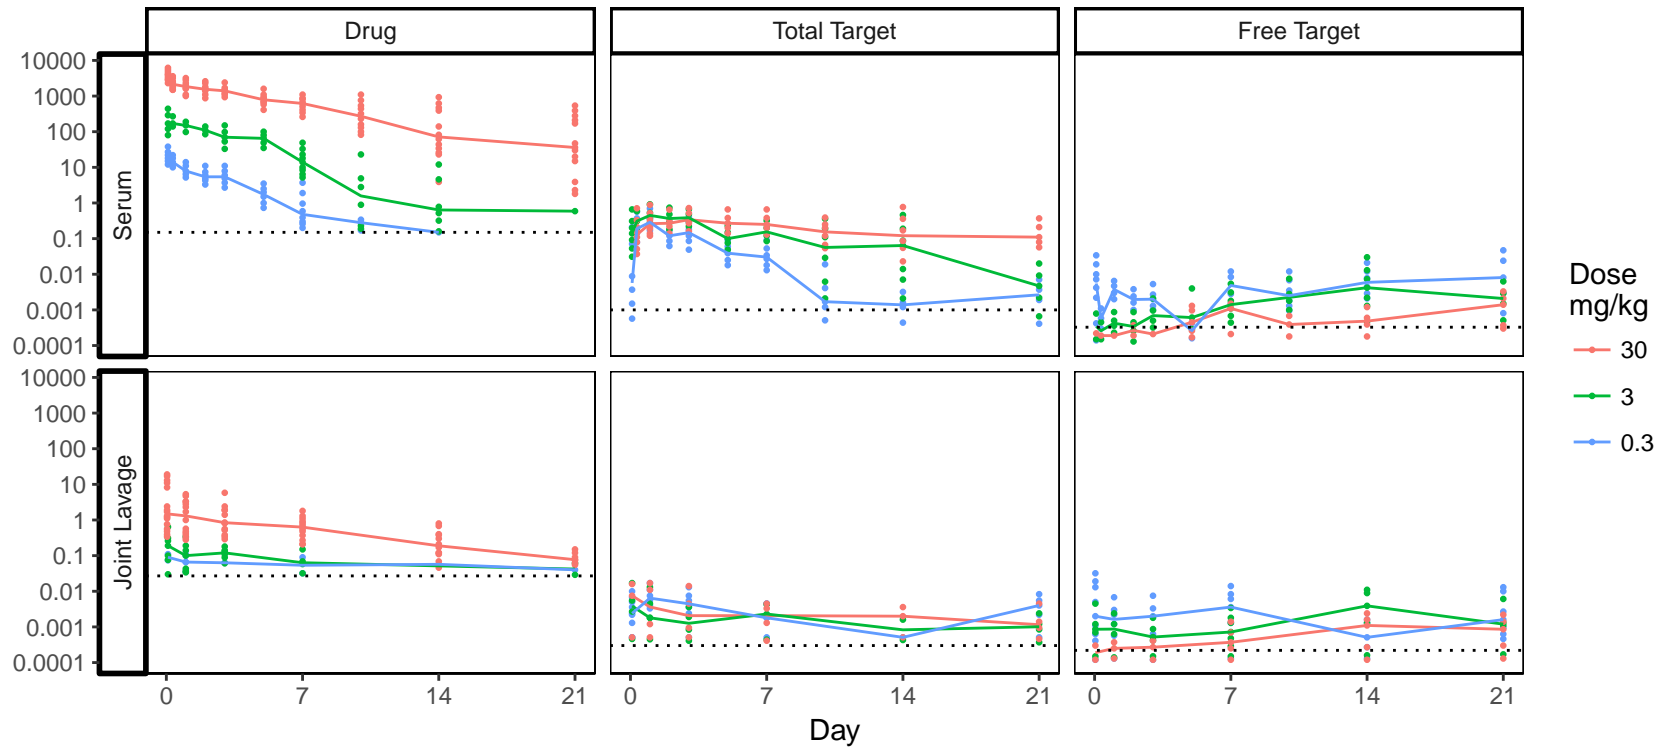 Drug
Total Target
Free Target
Serum
10000
1000
100
10
1
0.1
0.01
0.001
0.0001
Joint Lavage
10000
1000
100
10
1
0.1
0.01
0.001
0.0001
0 7 14 21
0 7 14 21
0 7 14 21
Day
Dose
mg/kg
30
3
0.3